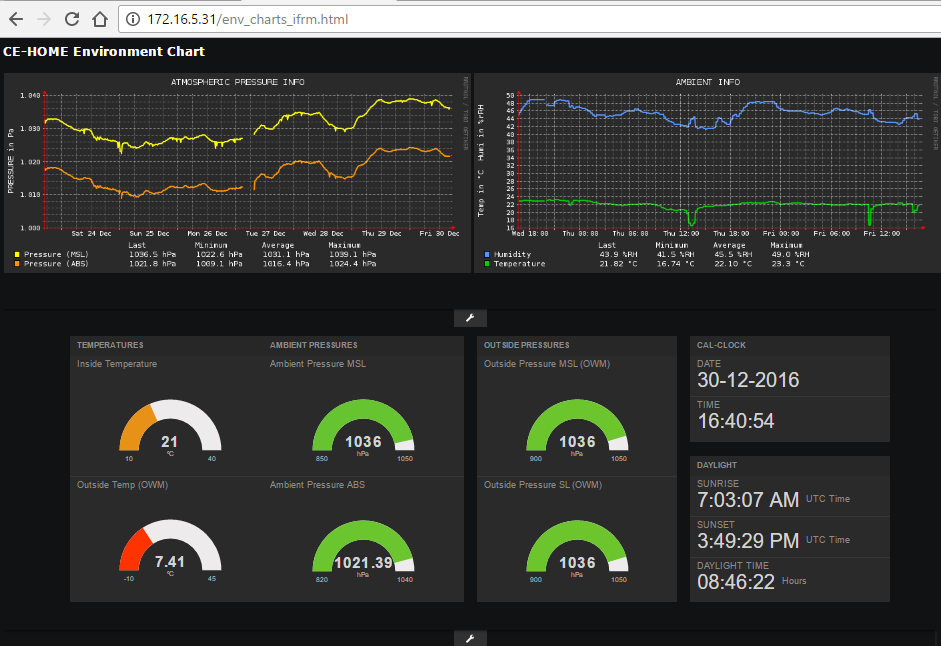 172.16.5.31/env_charts_ifrm.html
CE-HOME Environment Chart
ATMOSPHERIC PRESSURE INFO
RRDTOOL / TOBI OETIKER
PRESSURE in Pa
1.040
1.030
1.020
1.010
1.000
Sat 24 Dec Sun 25 Dec Mon 26 Dec Tue 27 Dec Wed 28 Dec Thu 29 Dec Fri 30 Dec
Last Minimum Average Maximum
Pressure (MSL) 1036.5 hPa 1022.6 hPa 1031.1 hPa 1039.1 hPa
Pressure (ABS) 1021.8 hPa 1009.1 hPa 1016.4 hPa 1024.4 hPa
AMBIENT INFO
RRDTOOL / TOBI OETIKER
Temp in °C Humi in %rRH
50
48
46
44
42
40
38
36
34
32
30
28
26
24
22
20
18
16
Wed 18:00 Thu 00:00 Thu 06:00 Thu 12:00 Thu 18:00 Fri 00:00 Fri 06:00 Fri 12:00
Last Minimum Average Maximum
Humidity 43.9 %RH 41.5 %RH 45.5 %RH 49.0 %RH
Temperature 21.82 °C 16.74 °C 22.10 °C 23.3 °C
TEMPERATURES
Inside Temperature
21
°C
10 40
Outside Temp (OWM)
7.41
°C
-10 45
AMBIENT PRESSURES
Ambient Pressure MSL
1036
hPa
850 1050
Ambient Pressure ABS
1021.39
hPa
820 1040
OUTSIDE PRESSURES
Outside Pressure MSL (OWM)
1036
hPa
900 1050
Outside Pressure SL (OWM)
1036
hPa
900 1050
CAL-CLOCK
DATE
30-12-2016
TIME
16:40:54
DAYLIGHT
SUNRISE
7:03:07 AM UTC Time
SUNSET
3:49:29 PM UTC Time
DAYLIGHT TIME
08:46:22 Hours